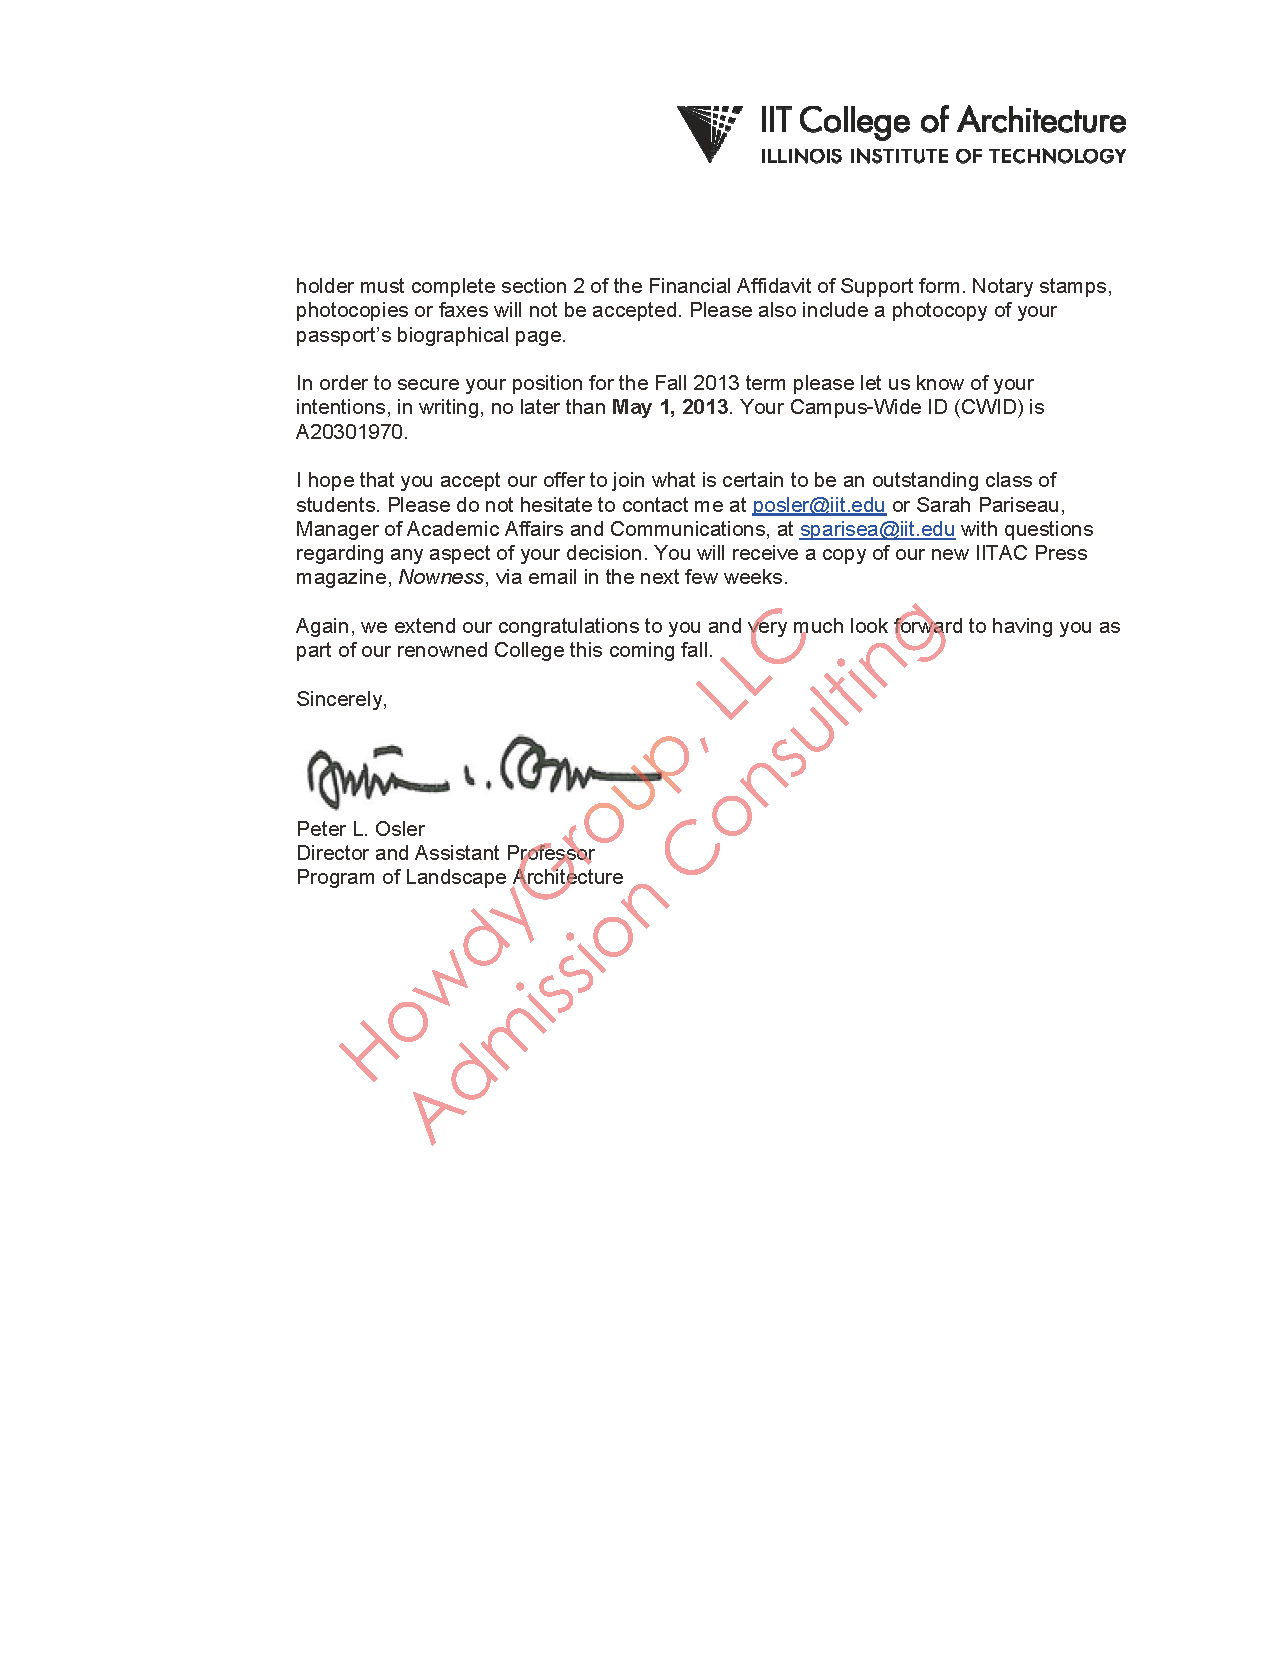 IIT College of Architecture
ILLINOIS INSTITUTE OF TECHNOLOGY
holder must complete section 2 of the Financial Affidavit of Support form. Notary stamps,
photocopies or faxes will not be accepted. Please also include a photocopy of your
passport’s biographical page.
In order to secure your position for the Fall 2013 term please let us know of your
intentions, in writing, no later than May 1, 2013. Your Campus-Wide ID (CWID) is
A20301970.
I hope that you accept our offer to join what is certain to be an outstanding class of
students. Please do not hesitate to contact me at posler@iit.edu or Sarah Pariseau,
Manager of Academic Affairs and Communications, at sparisea@iit.edu with questions
regarding any aspect of your decision. You will receive a copy of our new IITAC Press
magazine, Nowness, via email in the next few weeks.
Again, we extend our congratulations to you and very much look forward to having you as
part of our renowned College this coming fall.
Sincerely,
Peter L. Osler
Director and Assistant Professor
Program of Landscape Architecture
HowdyGroup, LLC
Admission Consulting